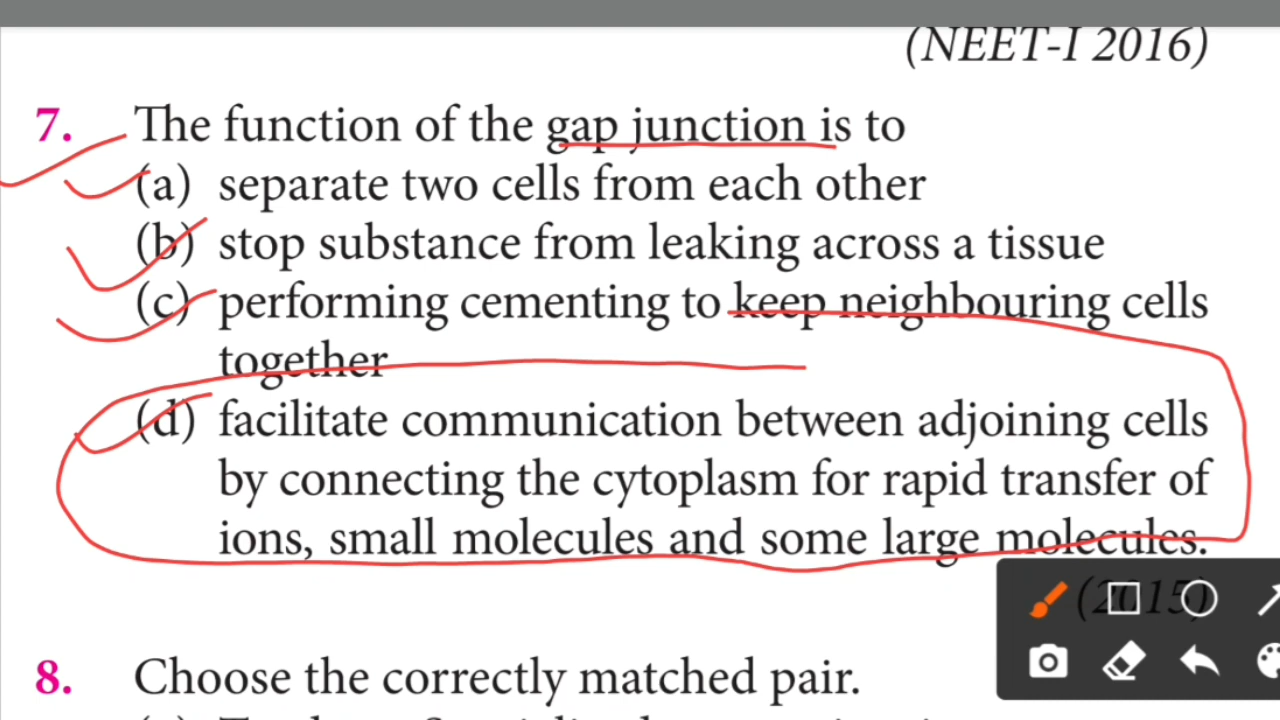 (NEET-I 2016)
7. The function of the gap junction is to
(a) separate two cells from each other
(b) stop substance from leaking across a tissue
(c) performing cementing to keep neighbouring cells
together
(d) facilitate communication between adjoining cells
by connecting the cytoplasm for rapid transfer of
ions, small molecules and some large molecules.
(2015)
8. Choose the correctly matched pair.